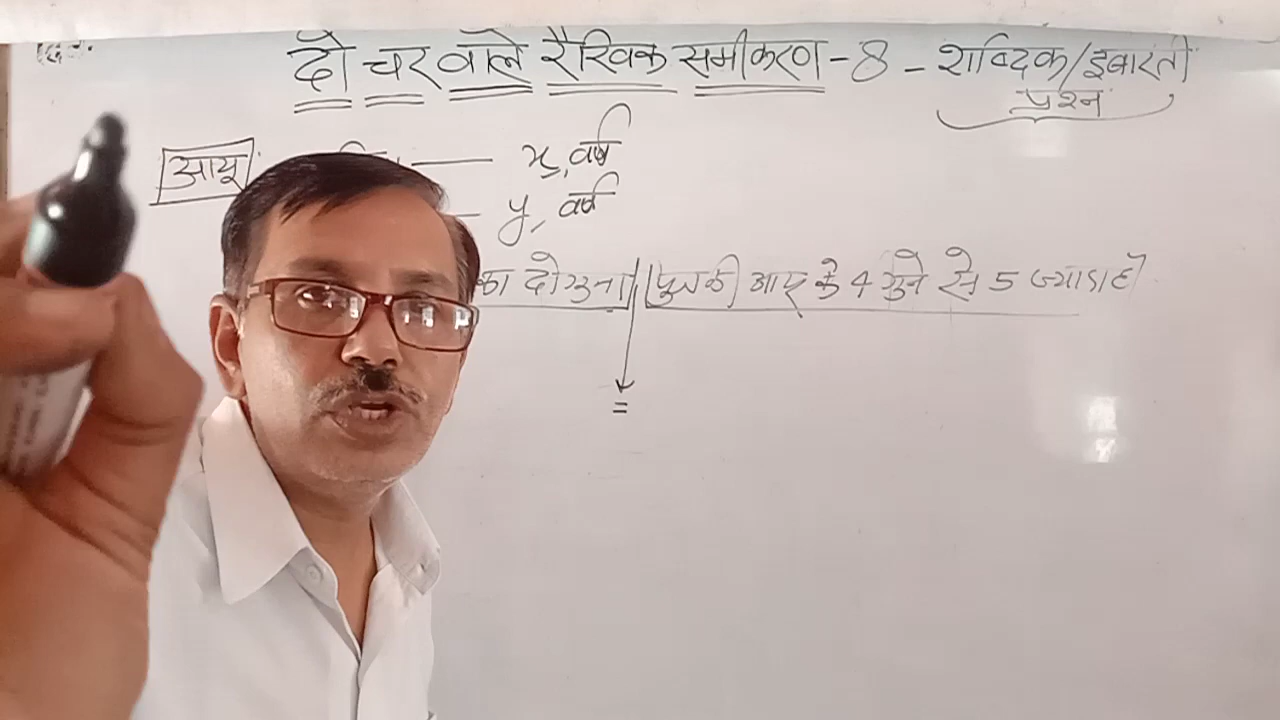 दो चर वाले रैखिक समीकरण - 8 - शाब्दिक/इबारती
प्रश्न
आयु — x, वर्ष
— y, वर्ष
का दोगुना पुत्र की आयु के 4 गुने से 5 ज्यादा है
=